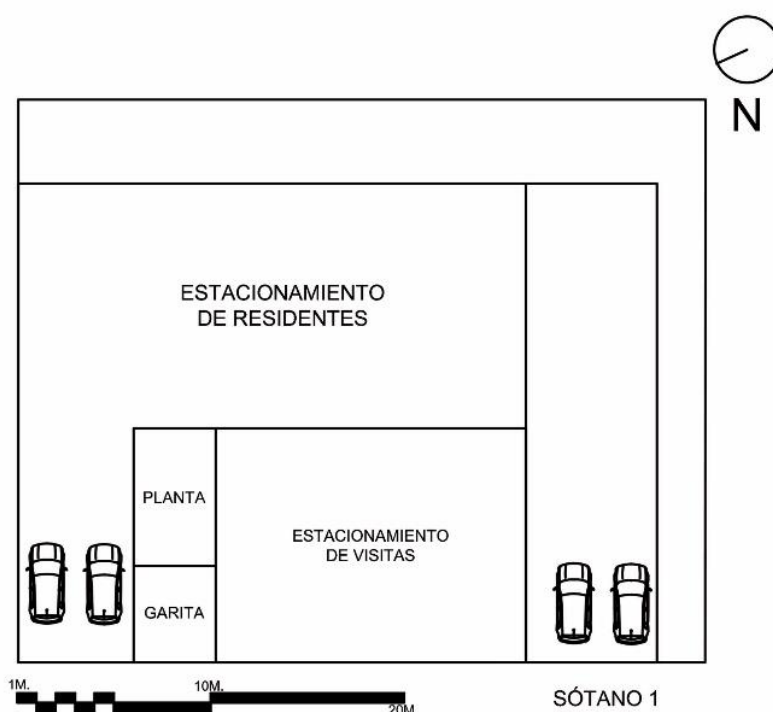 N
ESTACIONAMIENTO
DE RESIDENTES
PLANTA
ESTACIONAMIENTO
DE VISITAS
GARITA
1M.
10M.
20M.
SÓTANO 1